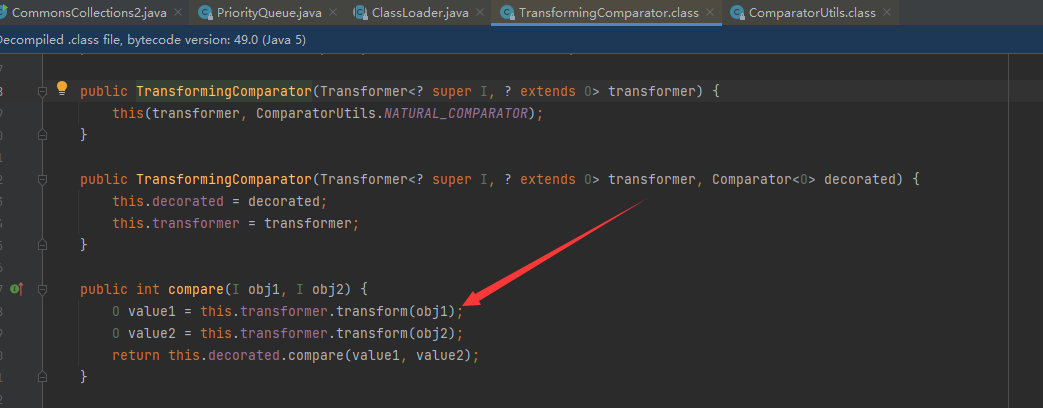 CommonsCollections2.java PriorityQueue.java ClassLoader.java TransformingComparator.class ComparatorUtils.class
Decompiled .class file, bytecode version: 49.0 (Java 5)
public TransformingComparator(Transformer<? super I, ? extends O> transformer) {
this(transformer, ComparatorUtils.NATURAL_COMPARATOR);
}
public TransformingComparator(Transformer<? super I, ? extends O> transformer, Comparator<O> decorated) {
this.decorated = decorated;
this.transformer = transformer;
}
public int compare(I obj1, I obj2) {
O value1 = this.transformer.transform(obj1);
O value2 = this.transformer.transform(obj2);
return this.decorated.compare(value1, value2);
}